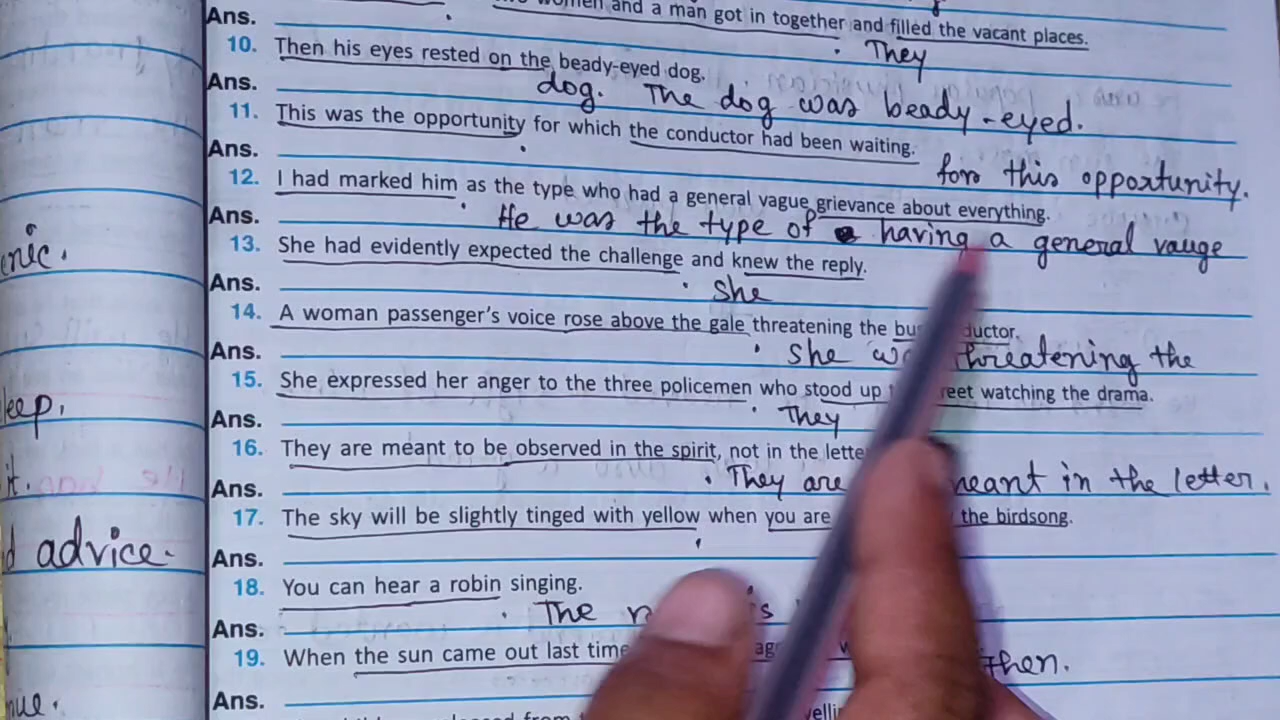 Ans.
women and a man got in together and filled the vacant places.
. They
10. Then his eyes rested on the beady-eyed dog.
Ans. dog. The dog was beady-eyed.
11. This was the opportunity for which the conductor had been waiting.
Ans. for this opportunity.
12. I had marked him as the type who had a general vague grievance about everything.
Ans. He was the type of having a general vauge
13. She had evidently expected the challenge and knew the reply.
Ans. . She
14. A woman passenger's voice rose above the gale threatening the
Ans. . She threatening the
15. She expressed her anger to the three policemen who stood up watching the drama.
Ans. . They
16. They are meant to be observed in the spirit, not in the
Ans. . They are meant in the letter.
17. The sky will be slightly tinged with yellow when you are the birdsong.
Ans.
18. You can hear a robin singing.
Ans. . The
19. When the sun came out last time then.
Ans.
advice.